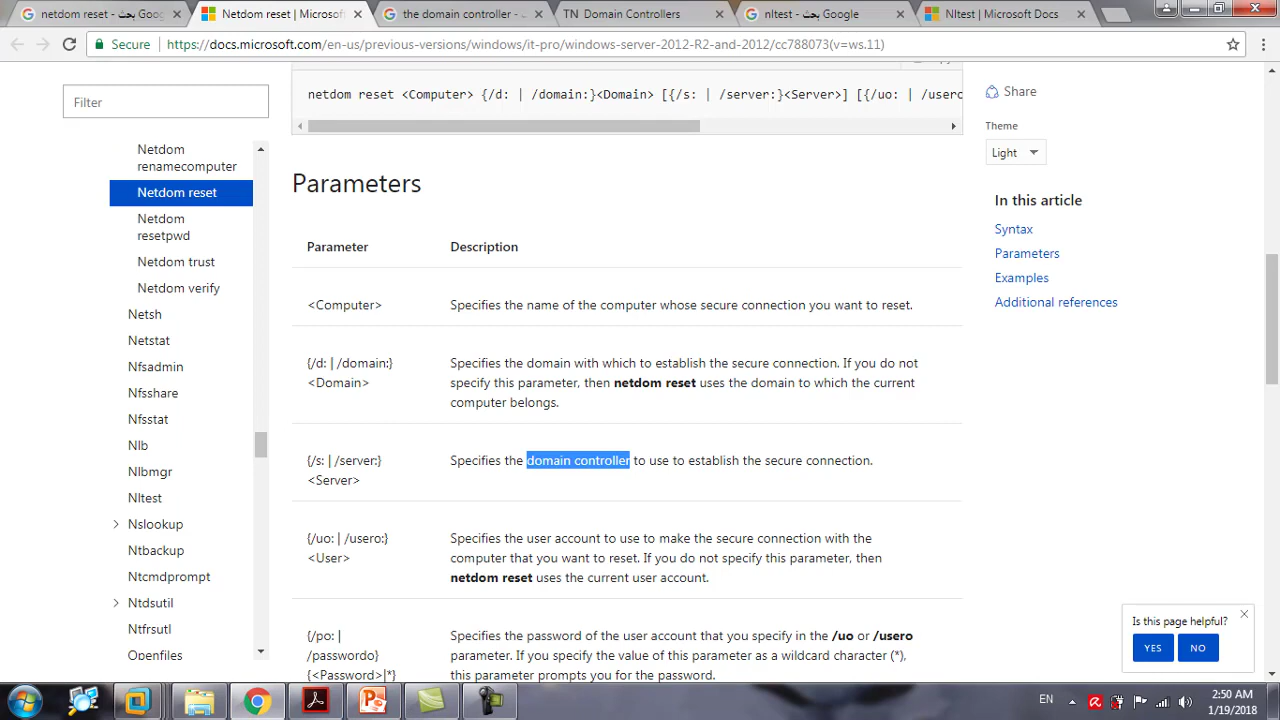 netdom reset - بحث Goog
Netdom reset | Microsof
the domain controller -
TN Domain Controllers
nltest - بحث Google
Nltest | Microsoft Docs
Secure
https://docs.microsoft.com/en-us/previous-versions/windows/it-pro/windows-server-2012-R2-and-2012/cc788073(v=ws.11)
Filter
Netdom
renamecomputer
Netdom reset
Netdom
resetpwd
Netdom trust
Netdom verify
Netsh
Netstat
Nfsadmin
Nfsshare
Nfsstat
Nlb
Nlbmgr
Nltest
Nslookup
Ntbackup
Ntcmdprompt
Ntdsutil
Ntfrsutl
Openfiles
netdom reset <Computer> {/d: | /domain:}<Domain> [{/s: | /server:}<Server>] [{/uo: | /usero
Parameters
Parameter Description
<Computer> Specifies the name of the computer whose secure connection you want to reset.
{/d: | /domain:} Specifies the domain with which to establish the secure connection. If you do not
<Domain> specify this parameter, then netdom reset uses the domain to which the current
computer belongs.
{/s: | /server:} Specifies the domain controller to use to establish the secure connection.
<Server>
{/uo: | /usero:} Specifies the user account to use to make the secure connection with the
<User> computer that you want to reset. If you do not specify this parameter, then
netdom reset uses the current user account.
{/po: | Specifies the password of the user account that you specify in the /uo or /usero
/passwordo} parameter. If you specify the value of this parameter as a wildcard character (*),
{<Password>|*} this parameter prompts you for the password.
Share
Theme
Light
In this article
Syntax
Parameters
Examples
Additional references
Is this page helpful?
YES NO
EN
2:50 AM
1/19/2018